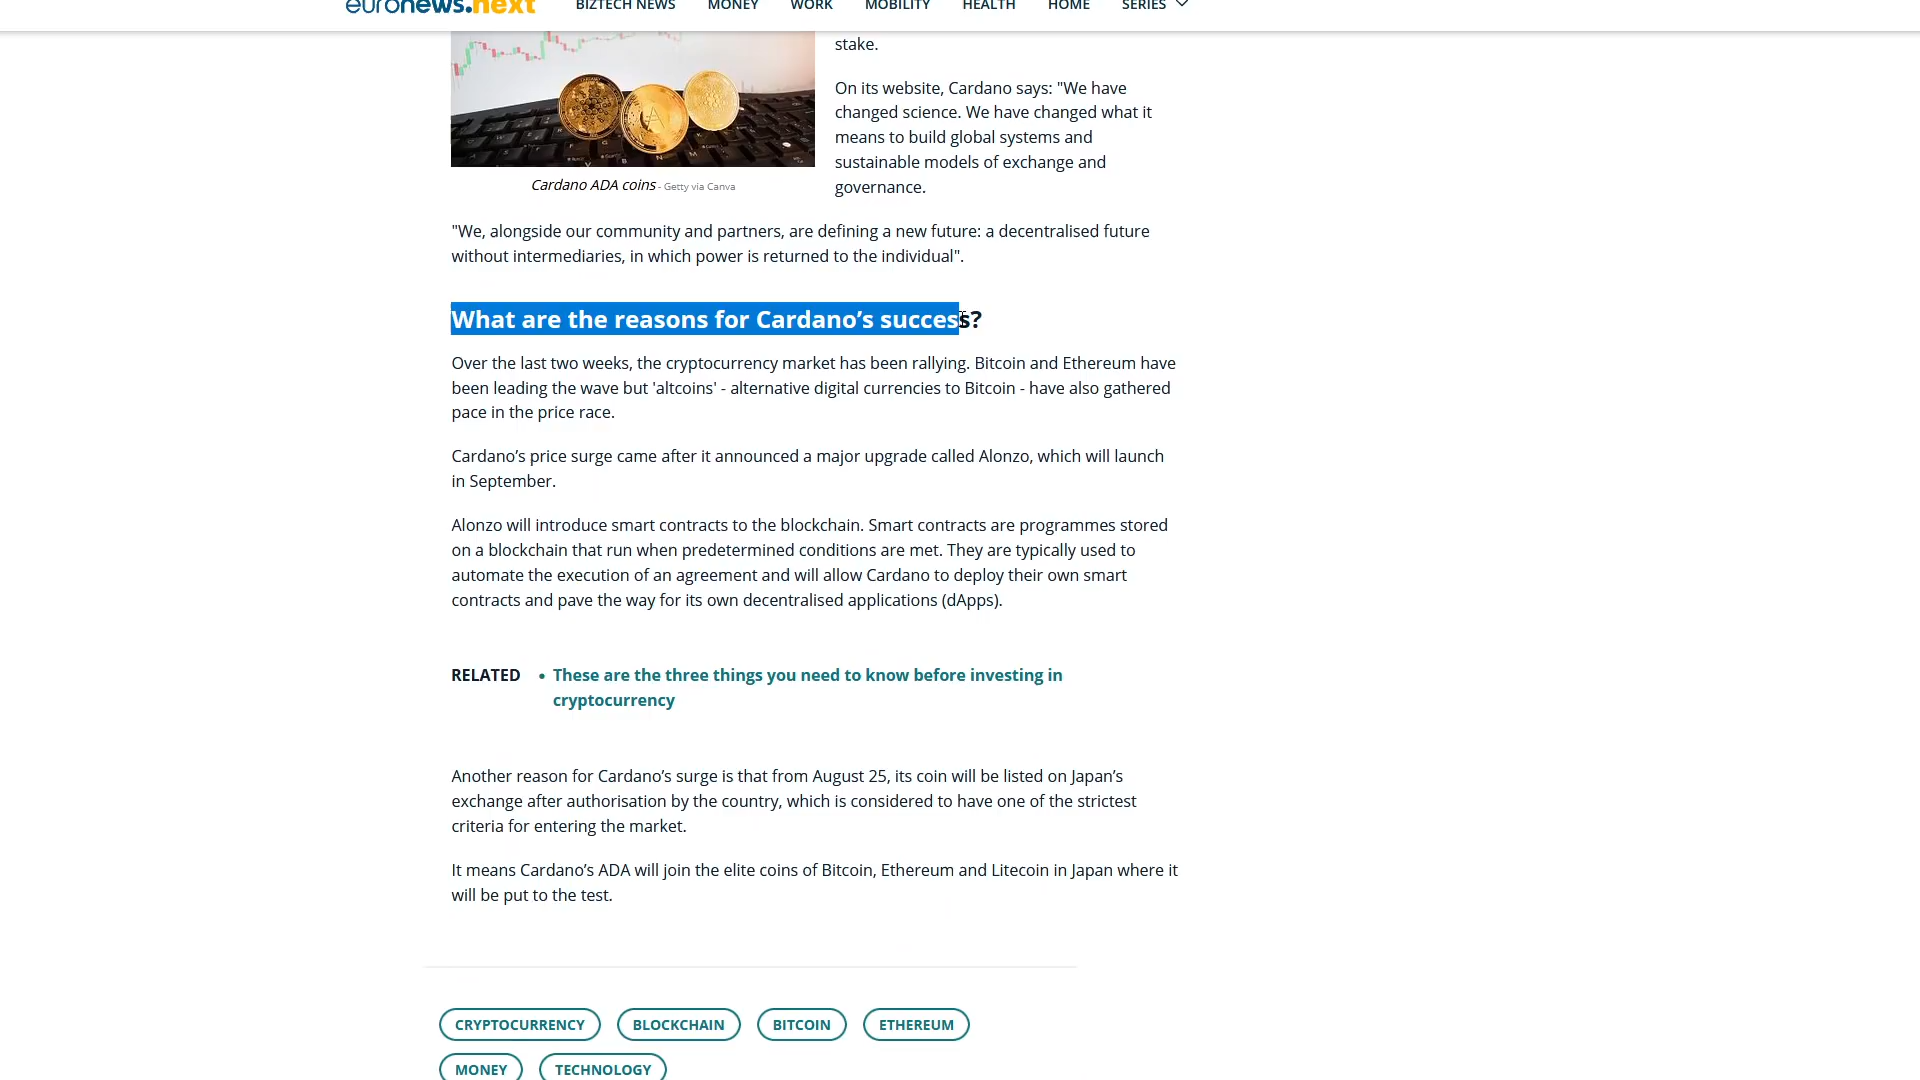 euronews.next BIZTECH NEWS MONEY WORK MOBILITY HEALTH HOME SERIES
stake.
On its website, Cardano says: "We have
changed science. We have changed what it
means to build global systems and
sustainable models of exchange and
governance.
Cardano ADA coins - Getty via Canva
"We, alongside our community and partners, are defining a new future: a decentralised future
without intermediaries, in which power is returned to the individual".
What are the reasons for Cardano’s success?
Over the last two weeks, the cryptocurrency market has been rallying. Bitcoin and Ethereum have
been leading the wave but 'altcoins' - alternative digital currencies to Bitcoin - have also gathered
pace in the price race.
Cardano’s price surge came after it announced a major upgrade called Alonzo, which will launch
in September.
Alonzo will introduce smart contracts to the blockchain. Smart contracts are programmes stored
on a blockchain that run when predetermined conditions are met. They are typically used to
automate the execution of an agreement and will allow Cardano to deploy their own smart
contracts and pave the way for its own decentralised applications (dApps).
RELATED • These are the three things you need to know before investing in
cryptocurrency
Another reason for Cardano’s surge is that from August 25, its coin will be listed on Japan’s
exchange after authorisation by the country, which is considered to have one of the strictest
criteria for entering the market.
It means Cardano’s ADA will join the elite coins of Bitcoin, Ethereum and Litecoin in Japan where it
will be put to the test.
CRYPTOCURRENCY BLOCKCHAIN BITCOIN ETHEREUM
MONEY TECHNOLOGY